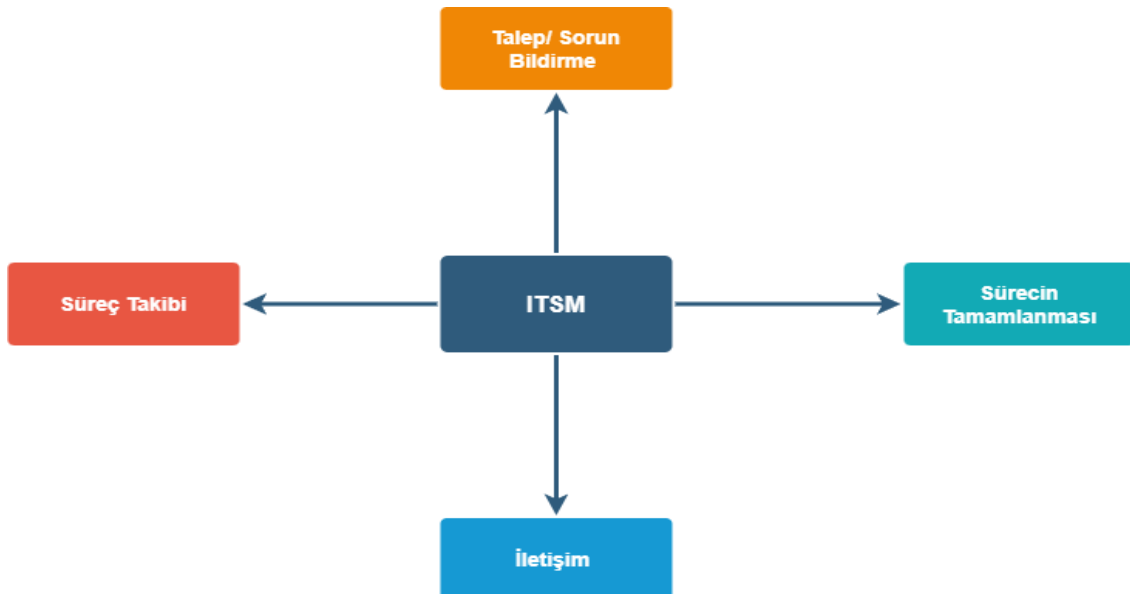 Talep/ Sorun
Bildirme
Süreç Takibi
ITSM
Sürecin
Tamamlanması
İletişim